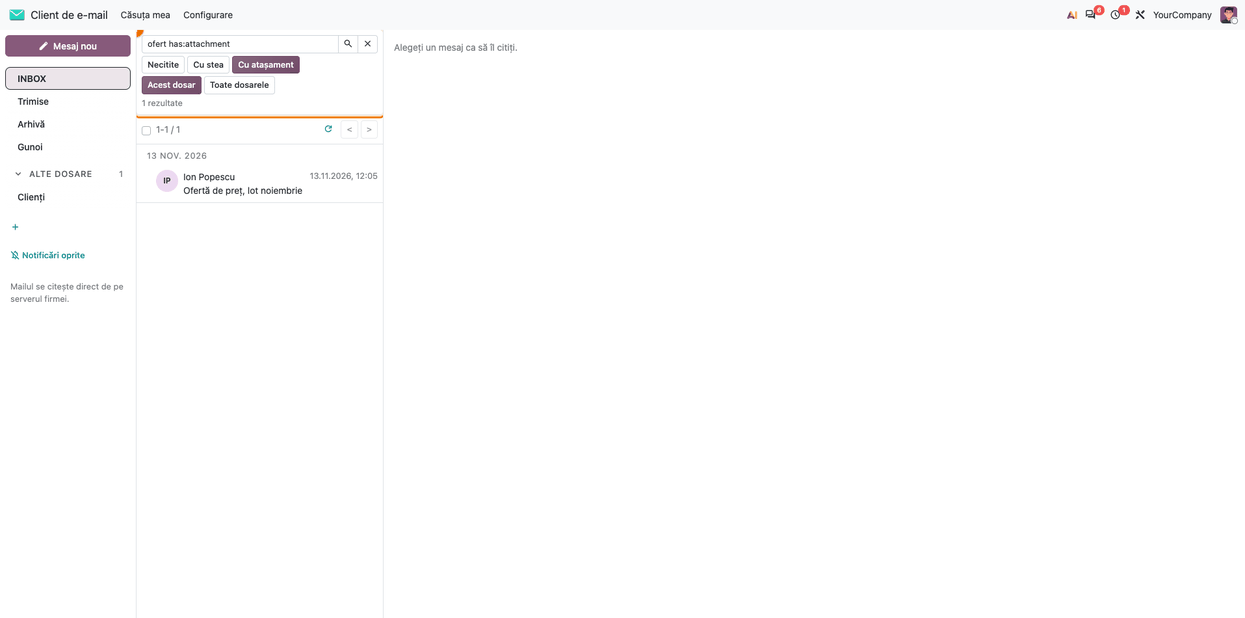 Client de e-mail Căsuța mea Configurare 6 1 YourCompany
Mesaj nou
INBOX
Trimise
Arhivă
Gunoi
ALTE DOSARE 1
Clienți
+
Notificări oprite
Mailul se citește direct de pe
serverul firmei.
ofert has:attachment
Necitite Cu stea Cu atașament
Acest dosar Toate dosarele
1 rezultate
1-1 / 1 < >
13 NOV. 2026
IP Ion Popescu 13.11.2026, 12:05
Ofertă de preț, lot noiembrie
Alegeți un mesaj ca să îl citiți.